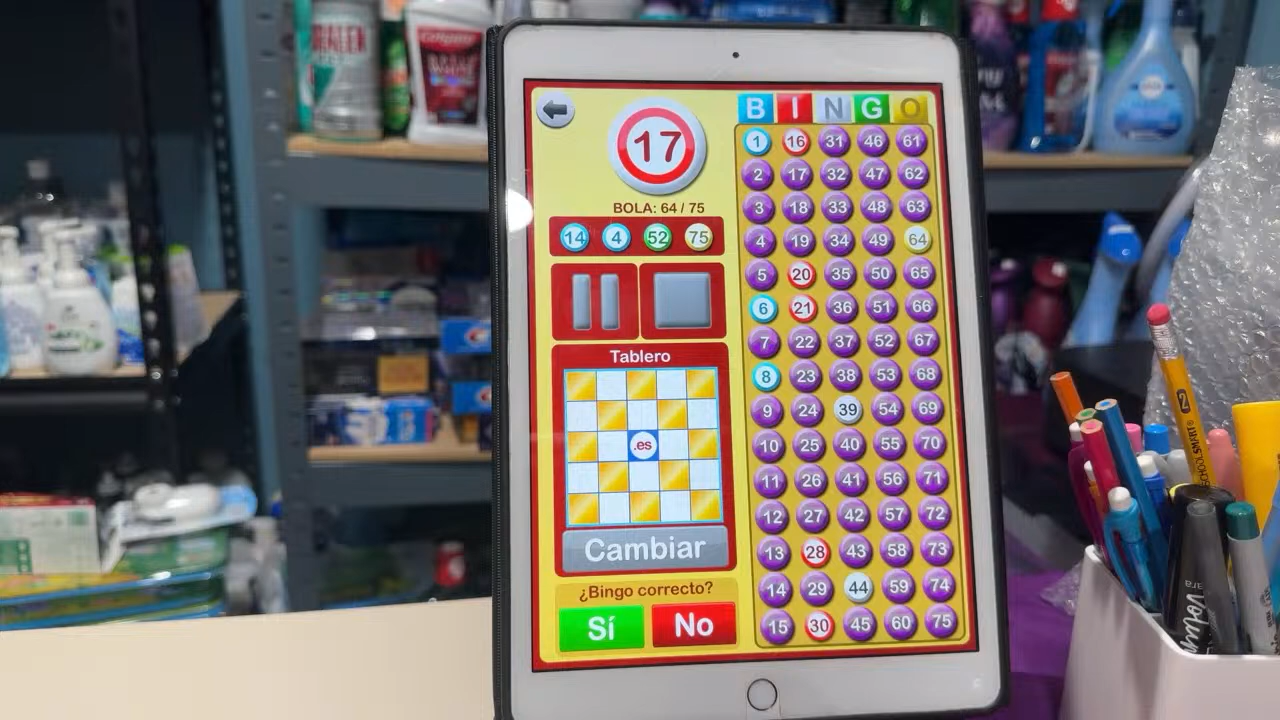 B I N G O
17
BOLA: 64 / 75
14 4 52 75
Tablero
.es
Cambiar
¿Bingo correcto?
Sí No
1 16 31 46 61
2 17 32 47 62
3 18 33 48 63
4 19 34 49 64
5 20 35 50 65
6 21 36 51 66
7 22 37 52 67
8 23 38 53 68
9 24 39 54 69
10 25 40 55 70
11 26 41 56 71
12 27 42 57 72
13 28 43 58 73
14 29 44 59 74
15 30 45 60 75
Colgate
2